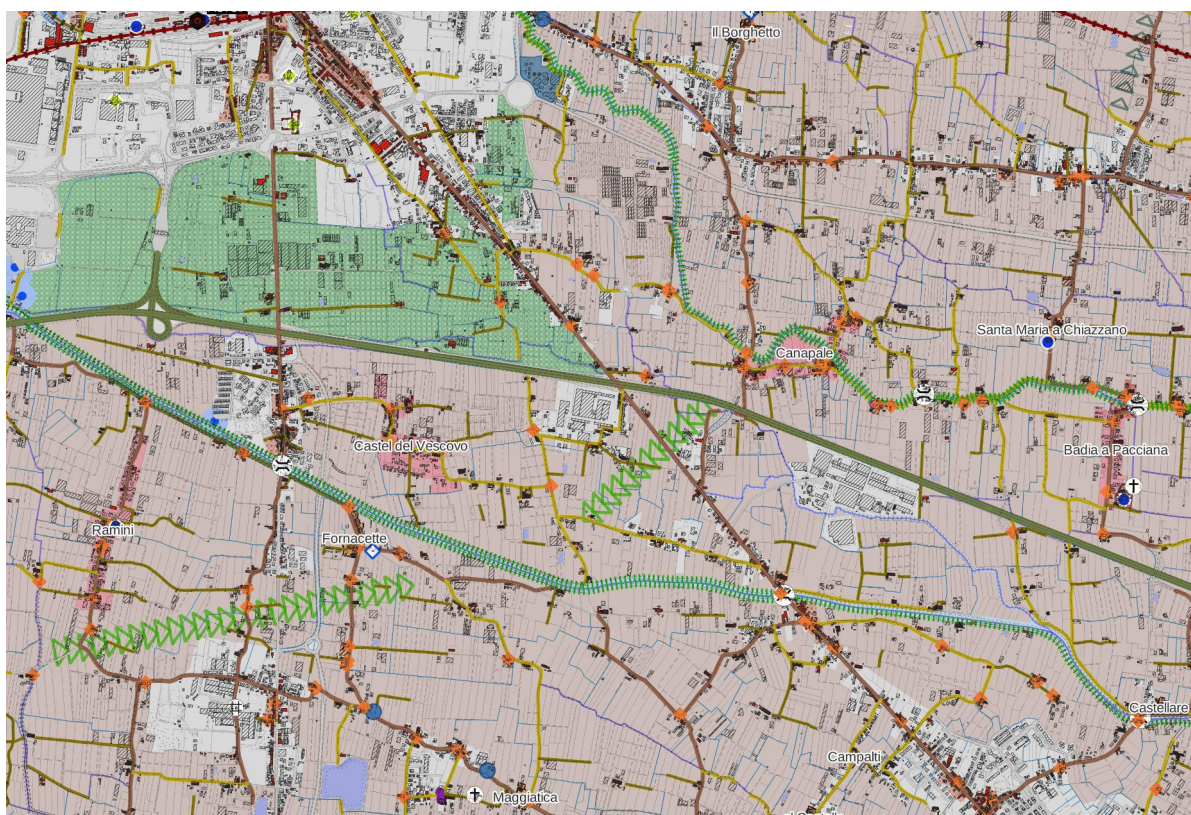 Il Borghetto
Santa Maria a Chiazzano
Canapale
Castel del Vescovo
Badia a Pacciana
Ramini
Fornacette
Castellare
Campalti
Maggiatica